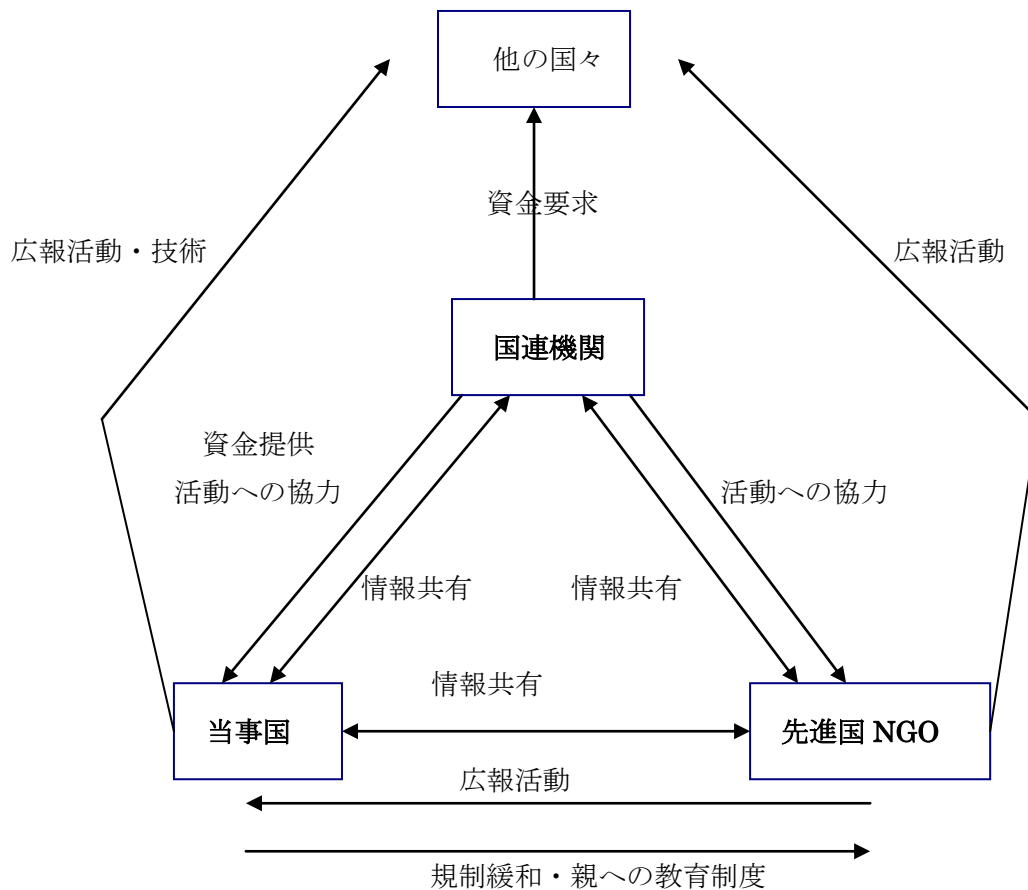 他の国々
資金要求
広報活動・技術
広報活動
国連機関
資金提供
活動への協力
活動への協力
情報共有
情報共有
情報共有
当事国
先進国 NGO
広報活動
規制緩和・親への教育制度